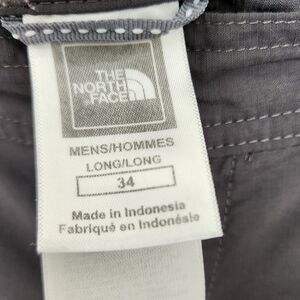 THE
NORTH
FACE
MENS/HOMMES
LONG/LONG
34
Made in Indonesia
Fabriqué en Indonésie